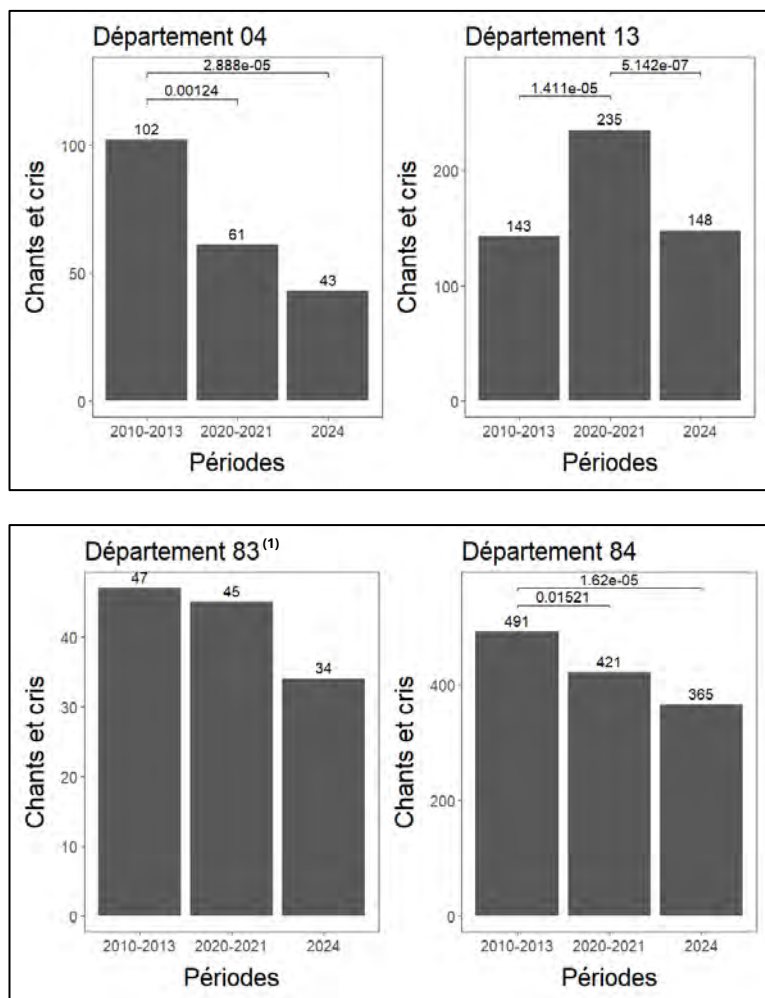 Département 04
2.888e-05
0.00124
102
61
43
100
50
0
Chants et cris
2010-2013 2020-2021 2024
Périodes
Département 13
5.142e-07
1.411e-05
235
143
148
200
100
0
Chants et cris
2010-2013 2020-2021 2024
Périodes
Département 83 (1)
47
45
34
40
30
20
10
0
Chants et cris
2010-2013 2020-2021 2024
Périodes
Département 84
1.62e-05
0.01521
491
421
365
400
200
0
Chants et cris
2010-2013 2020-2021 2024
Périodes